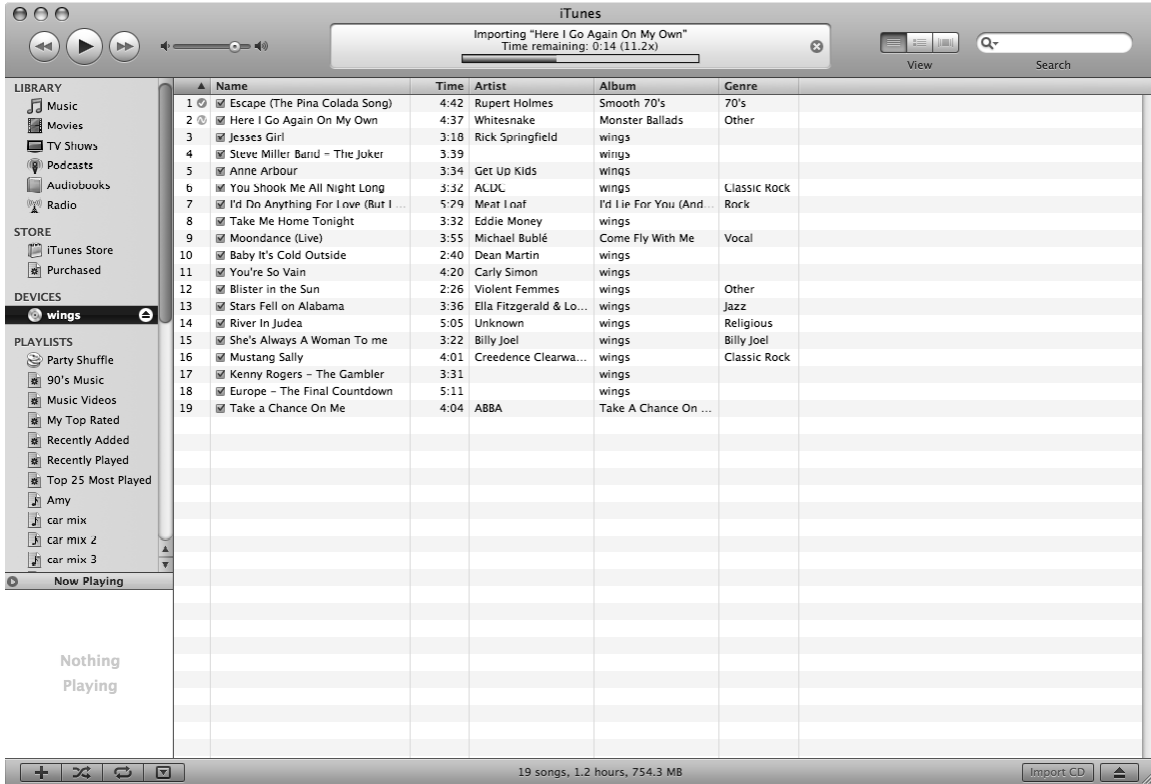 iTunes
Importing "Here I Go Again On My Own"
Time remaining: 0:14 (11.2x)
View
Search
LIBRARY
Music
Movies
TV Shows
Podcasts
Audiobooks
Radio
STORE
iTunes Store
Purchased
DEVICES
wings
PLAYLISTS
Party Shuffle
90's Music
Music Videos
My Top Rated
Recently Added
Recently Played
Top 25 Most Played
Amy
car mix
car mix 2
car mix 3
Now Playing
Nothing
Playing
Name Time Artist Album Genre
1 Escape (The Pina Colada Song) 4:42 Rupert Holmes Smooth 70's 70's
2 Here I Go Again On My Own 4:37 Whitesnake Monster Ballads Other
3 Jesses Girl 3:18 Rick Springfield wings
4 Steve Miller Band – The Joker 3:39 wings
5 Anne Arbour 3:34 Get Up Kids wings
6 You Shook Me All Night Long 3:32 ACDC wings Classic Rock
7 I'd Do Anything For Love (But I ... 5:29 Meat Loaf I'd Lie For You (And... Rock
8 Take Me Home Tonight 3:32 Eddie Money wings
9 Moondance (Live) 3:55 Michael Bublé Come Fly With Me Vocal
10 Baby It's Cold Outside 2:40 Dean Martin wings
11 You're So Vain 4:20 Carly Simon wings
12 Blister in the Sun 2:26 Violent Femmes wings Other
13 Stars Fell on Alabama 3:36 Ella Fitzgerald & Lo... wings Jazz
14 River In Judea 5:05 Unknown wings Religious
15 She's Always A Woman To me 3:22 Billy Joel wings Billy Joel
16 Mustang Sally 4:01 Creedence Clearwa... wings Classic Rock
17 Kenny Rogers – The Gambler 3:31 wings
18 Europe – The Final Countdown 5:11 wings
19 Take a Chance On Me 4:04 ABBA Take A Chance On ...
19 songs, 1.2 hours, 754.3 MB
Import CD